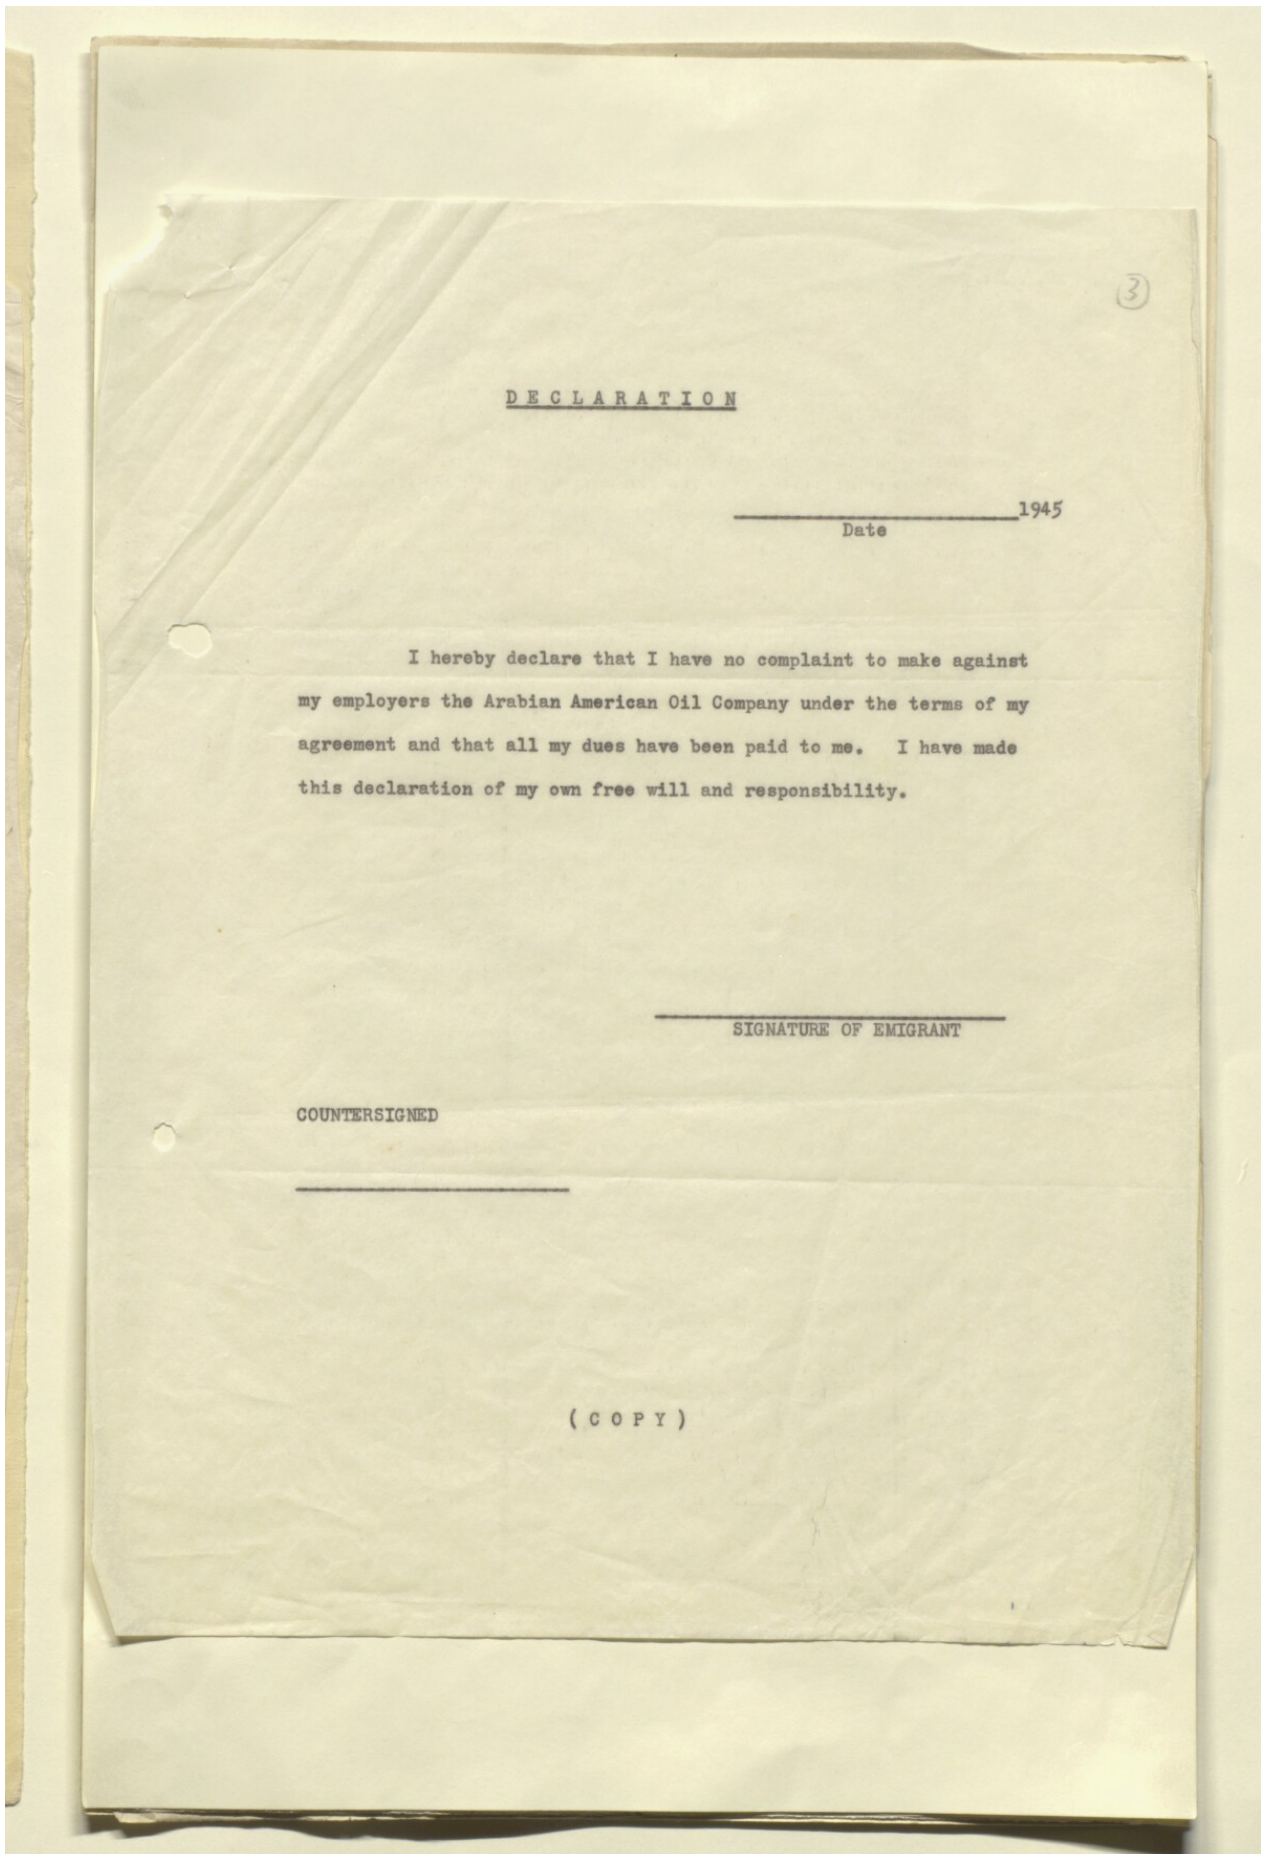 3
DECLARATION
1945
Date
I hereby declare that I have no complaint to make against
my employers the Arabian American Oil Company under the terms of my
agreement and that all my dues have been paid to me. I have made
this declaration of my own free will and responsibility.
SIGNATURE OF EMIGRANT
COUNTERSIGNED
(COPY)